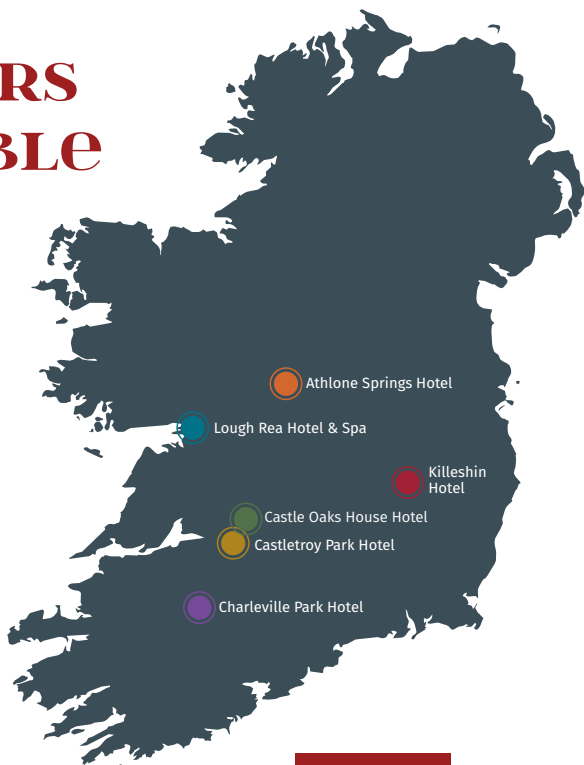 RS
BLe
Athlone Springs Hotel
Lough Rea Hotel & Spa
Killeshin
Hotel
Castle Oaks House Hotel
Castletroy Park Hotel
Charleville Park Hotel